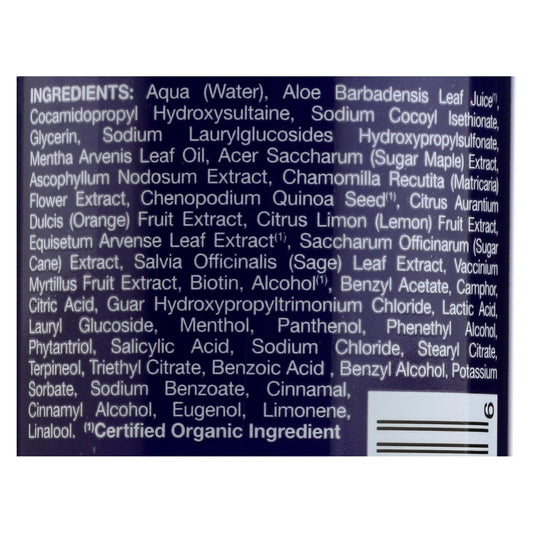 INGREDIENTS: Aqua (Water), Aloe Barbadensis Leaf Juice⁽¹⁾,
Cocamidopropyl Hydroxysultaine, Sodium Cocoyl Isethionate,
Glycerin, Sodium Laurylglucosides Hydroxypropylsulfonate,
Mentha Arvenis Leaf Oil, Acer Saccharum (Sugar Maple) Extract,
Ascophyllum Nodosum Extract, Chamomilla Recutita (Matricaria)
Flower Extract, Chenopodium Quinoa Seed⁽¹⁾, Citrus Aurantium
Dulcis (Orange) Fruit Extract, Citrus Limon (Lemon) Fruit Extract,
Equisetum Arvense Leaf Extract⁽¹⁾, Saccharum Officinarum (Sugar
Cane) Extract, Salvia Officinalis (Sage) Leaf Extract, Vaccinium
Myrtillus Fruit Extract, Biotin, Alcohol⁽¹⁾, Benzyl Acetate, Camphor,
Citric Acid, Guar Hydroxypropyltrimonium Chloride, Lactic Acid,
Lauryl Glucoside, Menthol, Panthenol, Phenethyl Alcohol,
Phytantriol, Salicylic Acid, Sodium Chloride, Stearyl Citrate,
Terpineol, Triethyl Citrate, Benzoic Acid , Benzyl Alcohol, Potassium
Sorbate, Sodium Benzoate, Cinnamal,
Cinnamyl Alcohol, Eugenol, Limonene,
Linalool. ⁽¹⁾Certified Organic Ingredient
6